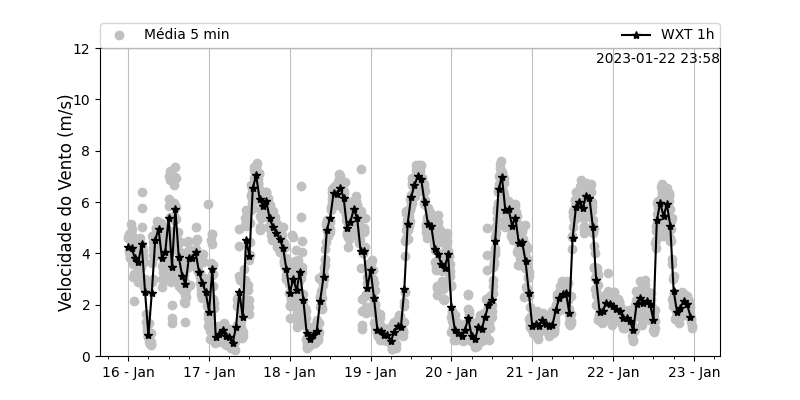 Média 5 min
WXT 1h
2023-01-22 23:58
Velocidade do Vento (m/s)
12
10
8
6
4
2
0
16 - Jan 17 - Jan 18 - Jan 19 - Jan 20 - Jan 21 - Jan 22 - Jan 23 - Jan